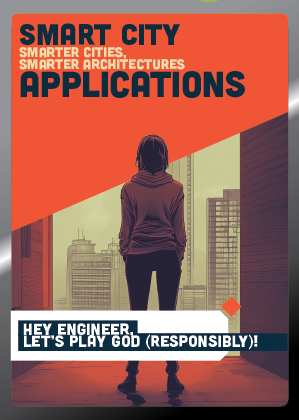 SMART CITY
SMARTER CITIES,
SMARTER ARCHITECTURES
APPLICATIONS
HEY ENGINEER,
LET'S PLAY GOD (RESPONSIBLY)!